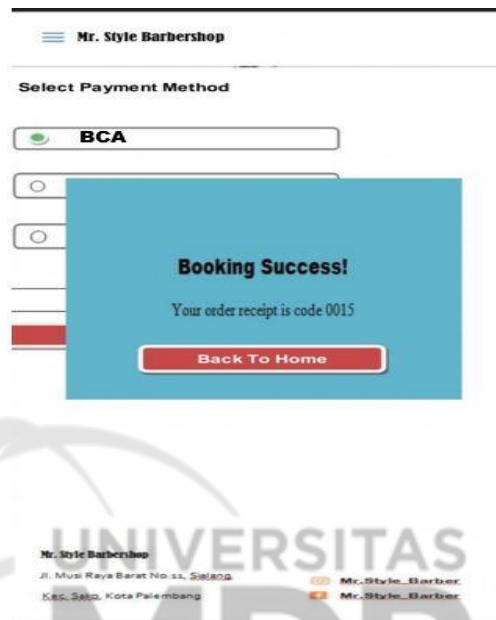 Mr. Style Barbershop
Select Payment Method
BCA
Booking Success!
Your order receipt is code 0015
Back To Home
UNIVERSITAS
Mr. Style Barbershop
Jl. Musi Raya Barat No.ss, Sialang,
Kec. Sako, Kota Palembang
Mr.Style_Barber
Mr.Style_Barber